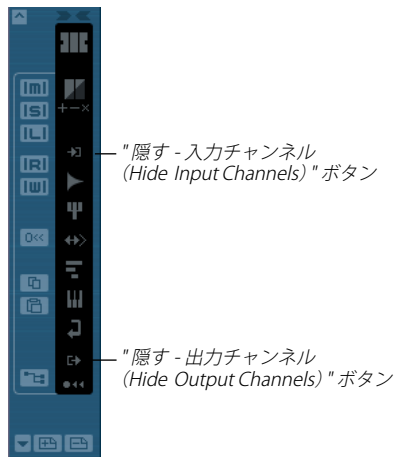 |m|
|S|
|L|
+−×
"隠す - 入力チャンネル
（Hide Input Channels）" ボタン
|R|
|W|
0<<
"隠す - 出力チャンネル
（Hide Output Channels）" ボタン